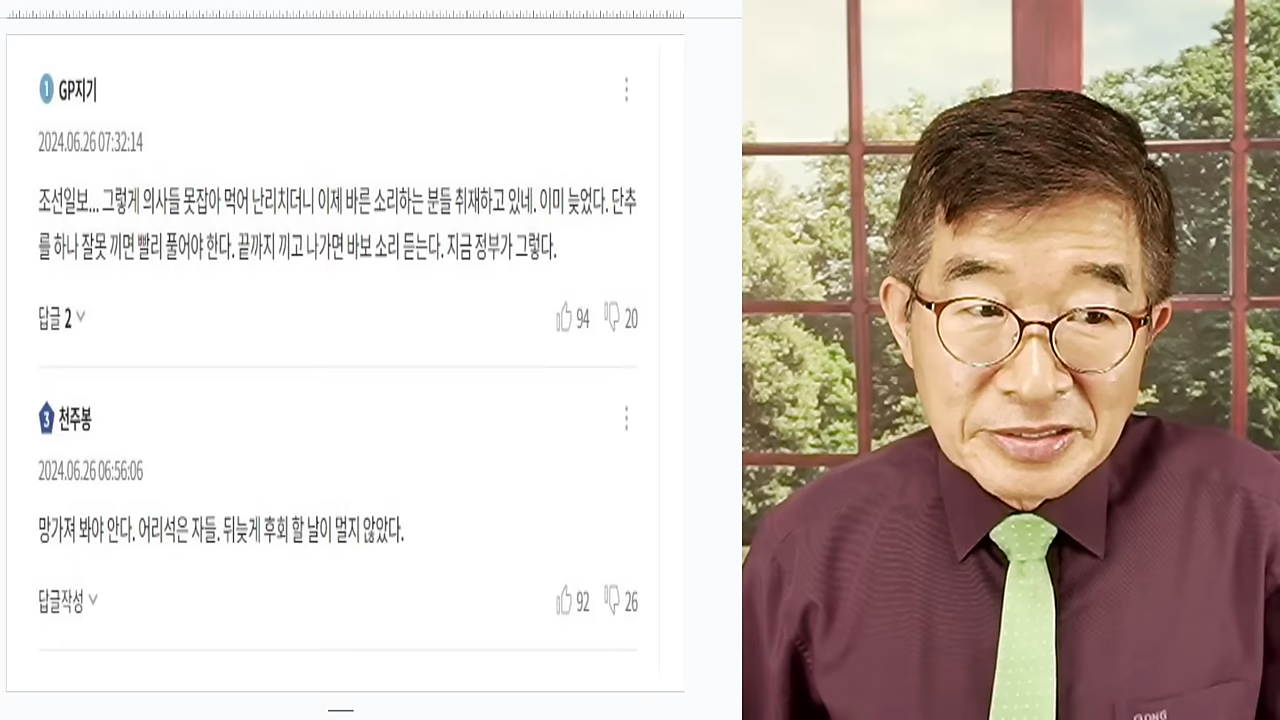 1 GP지기
2024.06.26 07:32:14
조선일보... 그렇게 의사들 못잡아 먹어 난리치더니 이제 바른 소리하는 분들 취재하고 있네. 이미 늦었다. 단추
를 하나 잘못 끼면 빨리 풀어야 한다. 끝까지 끼고 나가면 바보 소리 듣는다. 지금 정부가 그렇다.
답글 2
94 20
3 천주봉
2024.06.26 06:56:06
망가져 봐야 안다. 어리석은 자들. 뒤늦게 후회 할 날이 멀지 않았다.
답글작성
92 26
GONG